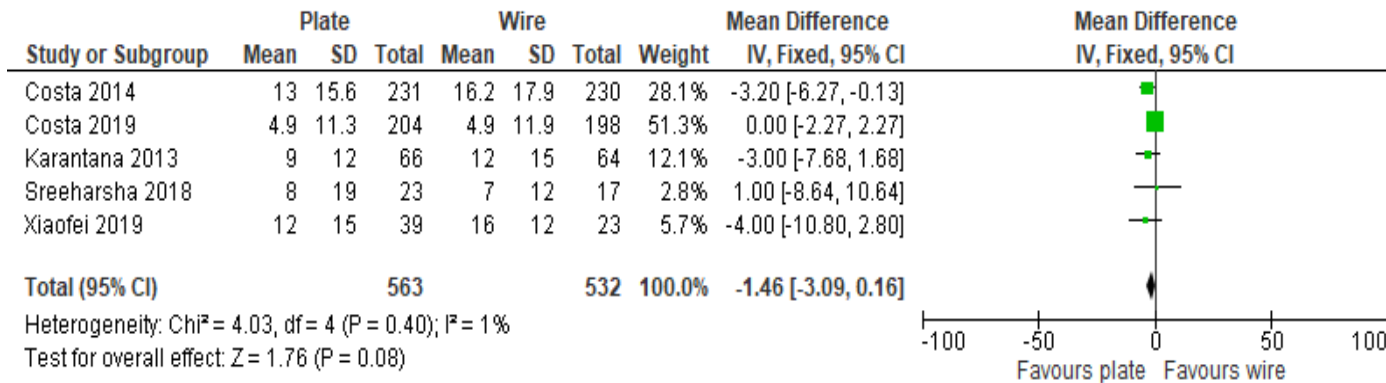 Plate Wire Mean Difference Mean Difference
Study or Subgroup Mean SD Total Mean SD Total Weight IV, Fixed, 95% CI IV, Fixed, 95% CI
Costa 2014 13 15.6 231 16.2 17.9 230 28.1% -3.20 [-6.27, -0.13]
Costa 2019 4.9 11.3 204 4.9 11.9 198 51.3% 0.00 [-2.27, 2.27]
Karantana 2013 9 12 66 12 15 64 12.1% -3.00 [-7.68, 1.68]
Sreeharsha 2018 8 19 23 7 12 17 2.8% 1.00 [-8.64, 10.64]
Xiaofei 2019 12 15 39 16 12 23 5.7% -4.00 [-10.80, 2.80]
Total (95% CI) 563 532 100.0% -1.46 [-3.09, 0.16]
Heterogeneity: Chi² = 4.03, df = 4 (P = 0.40); I² = 1%
Test for overall effect: Z = 1.76 (P = 0.08)
-100 -50 0 50 100
Favours plate Favours wire